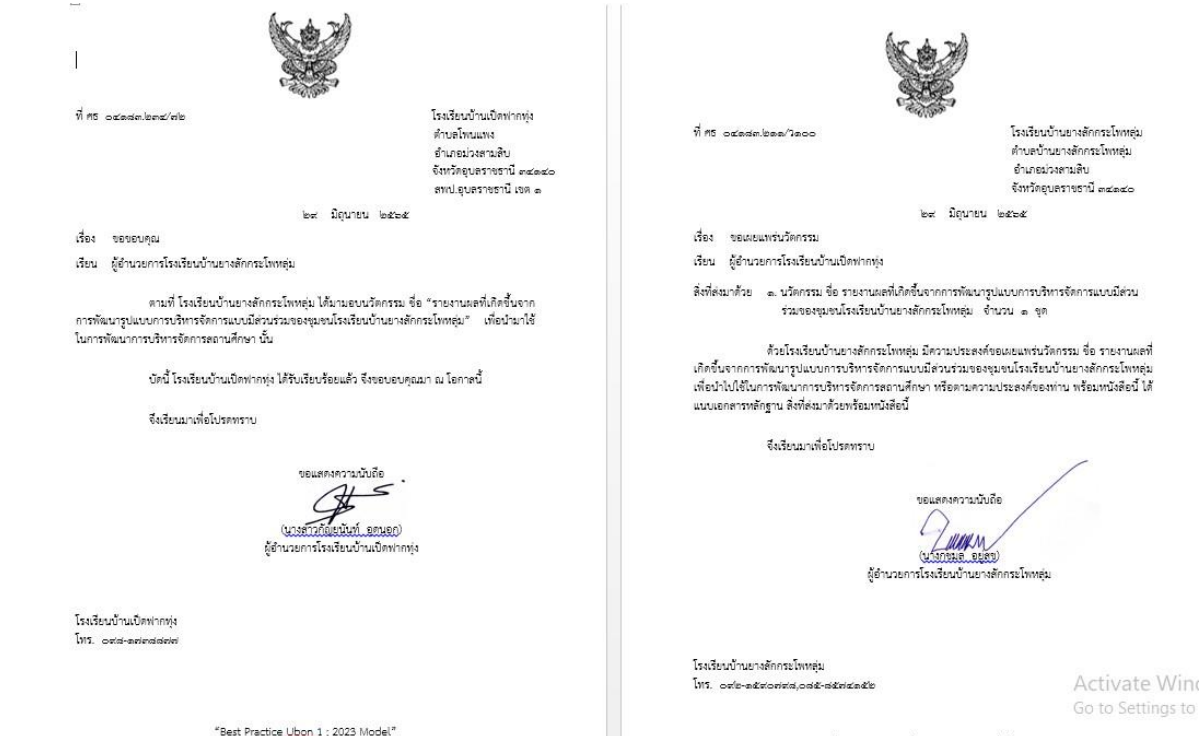 ที่ ศธ ๐๔๑๘๓.๒๓๔/๗๒
โรงเรียนบ้านเป็ดฟากทุ่ง
ตำบลโพนแพง
อำเภอม่วงสามสิบ
จังหวัดอุบลราชธานี ๓๔๑๔๐
สพป.อุบลราชธานี เขต ๑
๒๙ มิถุนายน ๒๕๖๕
เรื่อง ขอขอบคุณ
เรียน ผู้อำนวยการโรงเรียนบ้านยางสักกระโพหลุ่ม
ตามที่ โรงเรียนบ้านยางสักกระโพหลุ่ม ได้มามอบนวัตกรรม ชื่อ "รายงานผลที่เกิดขึ้นจาก
การพัฒนารูปแบบการบริหารจัดการแบบมีส่วนร่วมของชุมชนโรงเรียนบ้านยางสักกระโพหลุ่ม" เพื่อนำมาใช้
ในการพัฒนาการบริหารจัดการสถานศึกษา นั้น
บัดนี้ โรงเรียนบ้านเป็ดฟากทุ่ง ได้รับเรียบร้อยแล้ว จึงขอบอบคุณมา ณ โอกาสนี้
จึงเรียนมาเพื่อโปรดทราบ
ขอแสดงความนับถือ
(นางสาวกัญยนันท์ อดนอก)
ผู้อำนวยการโรงเรียนบ้านเป็ดฟากทุ่ง
โรงเรียนบ้านเป็ดฟากทุ่ง
โทร.
"Best Practice Ubon 1 : 2023 Model"
ที่ ศธ ๐๔๑๘๓.๒๑๑/ว๑๐๐
โรงเรียนบ้านยางสักกระโพหลุ่ม
ตำบลบ้านยางสักกระโพหลุ่ม
อำเภอม่วงสามสิบ
จังหวัดอุบลราชธานี ๓๔๑๔๐
๒๙ มิถุนายน ๒๕๖๕
เรื่อง ขอเผยแพร่นวัตกรรม
เรียน ผู้อำนวยการโรงเรียนบ้านเป็ดฟากทุ่ง
สิ่งที่ส่งมาด้วย ๑. นวัตกรรม ชื่อ รายงานผลที่เกิดขึ้นจากการพัฒนารูปแบบการบริหารจัดการแบบมีส่วน
ร่วมของชุมชนโรงเรียนบ้านยางสักกระโพหลุ่ม จำนวน ๑ ชุด
ด้วยโรงเรียนบ้านยางสักกระโพหลุ่ม มีความประสงค์ขอเผยแพร่นวัตกรรม ชื่อ รายงานผลที่
เกิดขึ้นจากการพัฒนารูปแบบการบริหารจัดการแบบมีส่วนร่วมของชุมชนโรงเรียนบ้านยางสักกระโพหลุ่ม
เพื่อนำไปใช้ในการพัฒนาการบริหารจัดการสถานศึกษา หรือตามความประสงค์ของท่าน พร้อมหนังสือนี้ ได้
แนบเอกสารหลักฐาน สิ่งที่ส่งมาด้วยพร้อมหนังสือนี้
จึงเรียนมาเพื่อโปรดทราบ
ขอแสดงความนับถือ
(นางกชมล อยู่สุข)
ผู้อำนวยการโรงเรียนบ้านยางสักกระโพหลุ่ม
โรงเรียนบ้านยางสักกระโพหลุ่ม
โทร.
Activate Wind
Go to Settings to